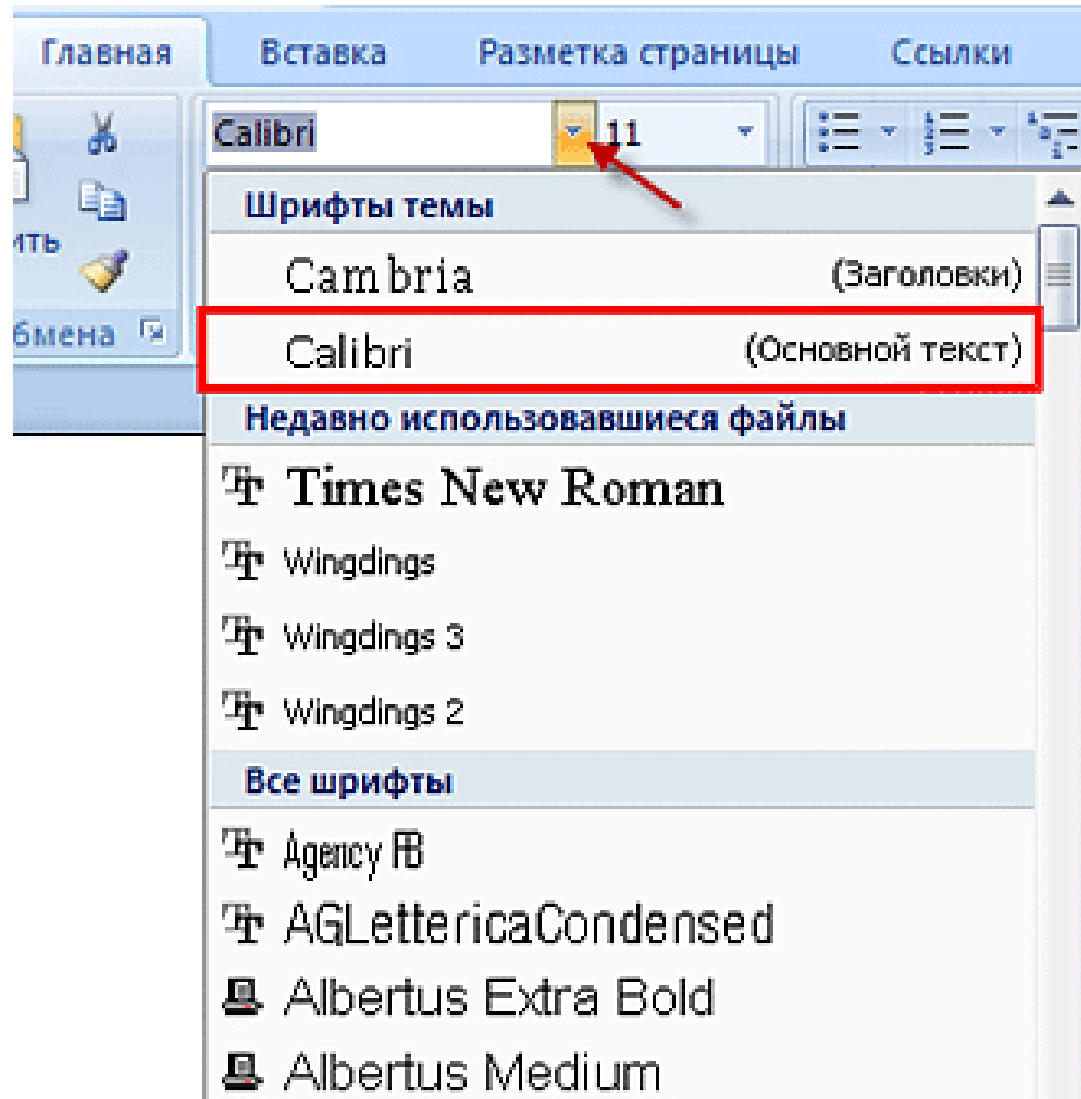 Главная Вставка Разметка страницы Ссылки
Calibri 11
Шрифты темы
ить
Cambria (Заголовки)
бмена
Calibri (Основной текст)
Недавно использовавшиеся файлы
Times New Roman
Wingdings
Wingdings 3
Wingdings 2
Все шрифты
Agency FB
AGLettericaCondensed
Albertus Extra Bold
Albertus Medium